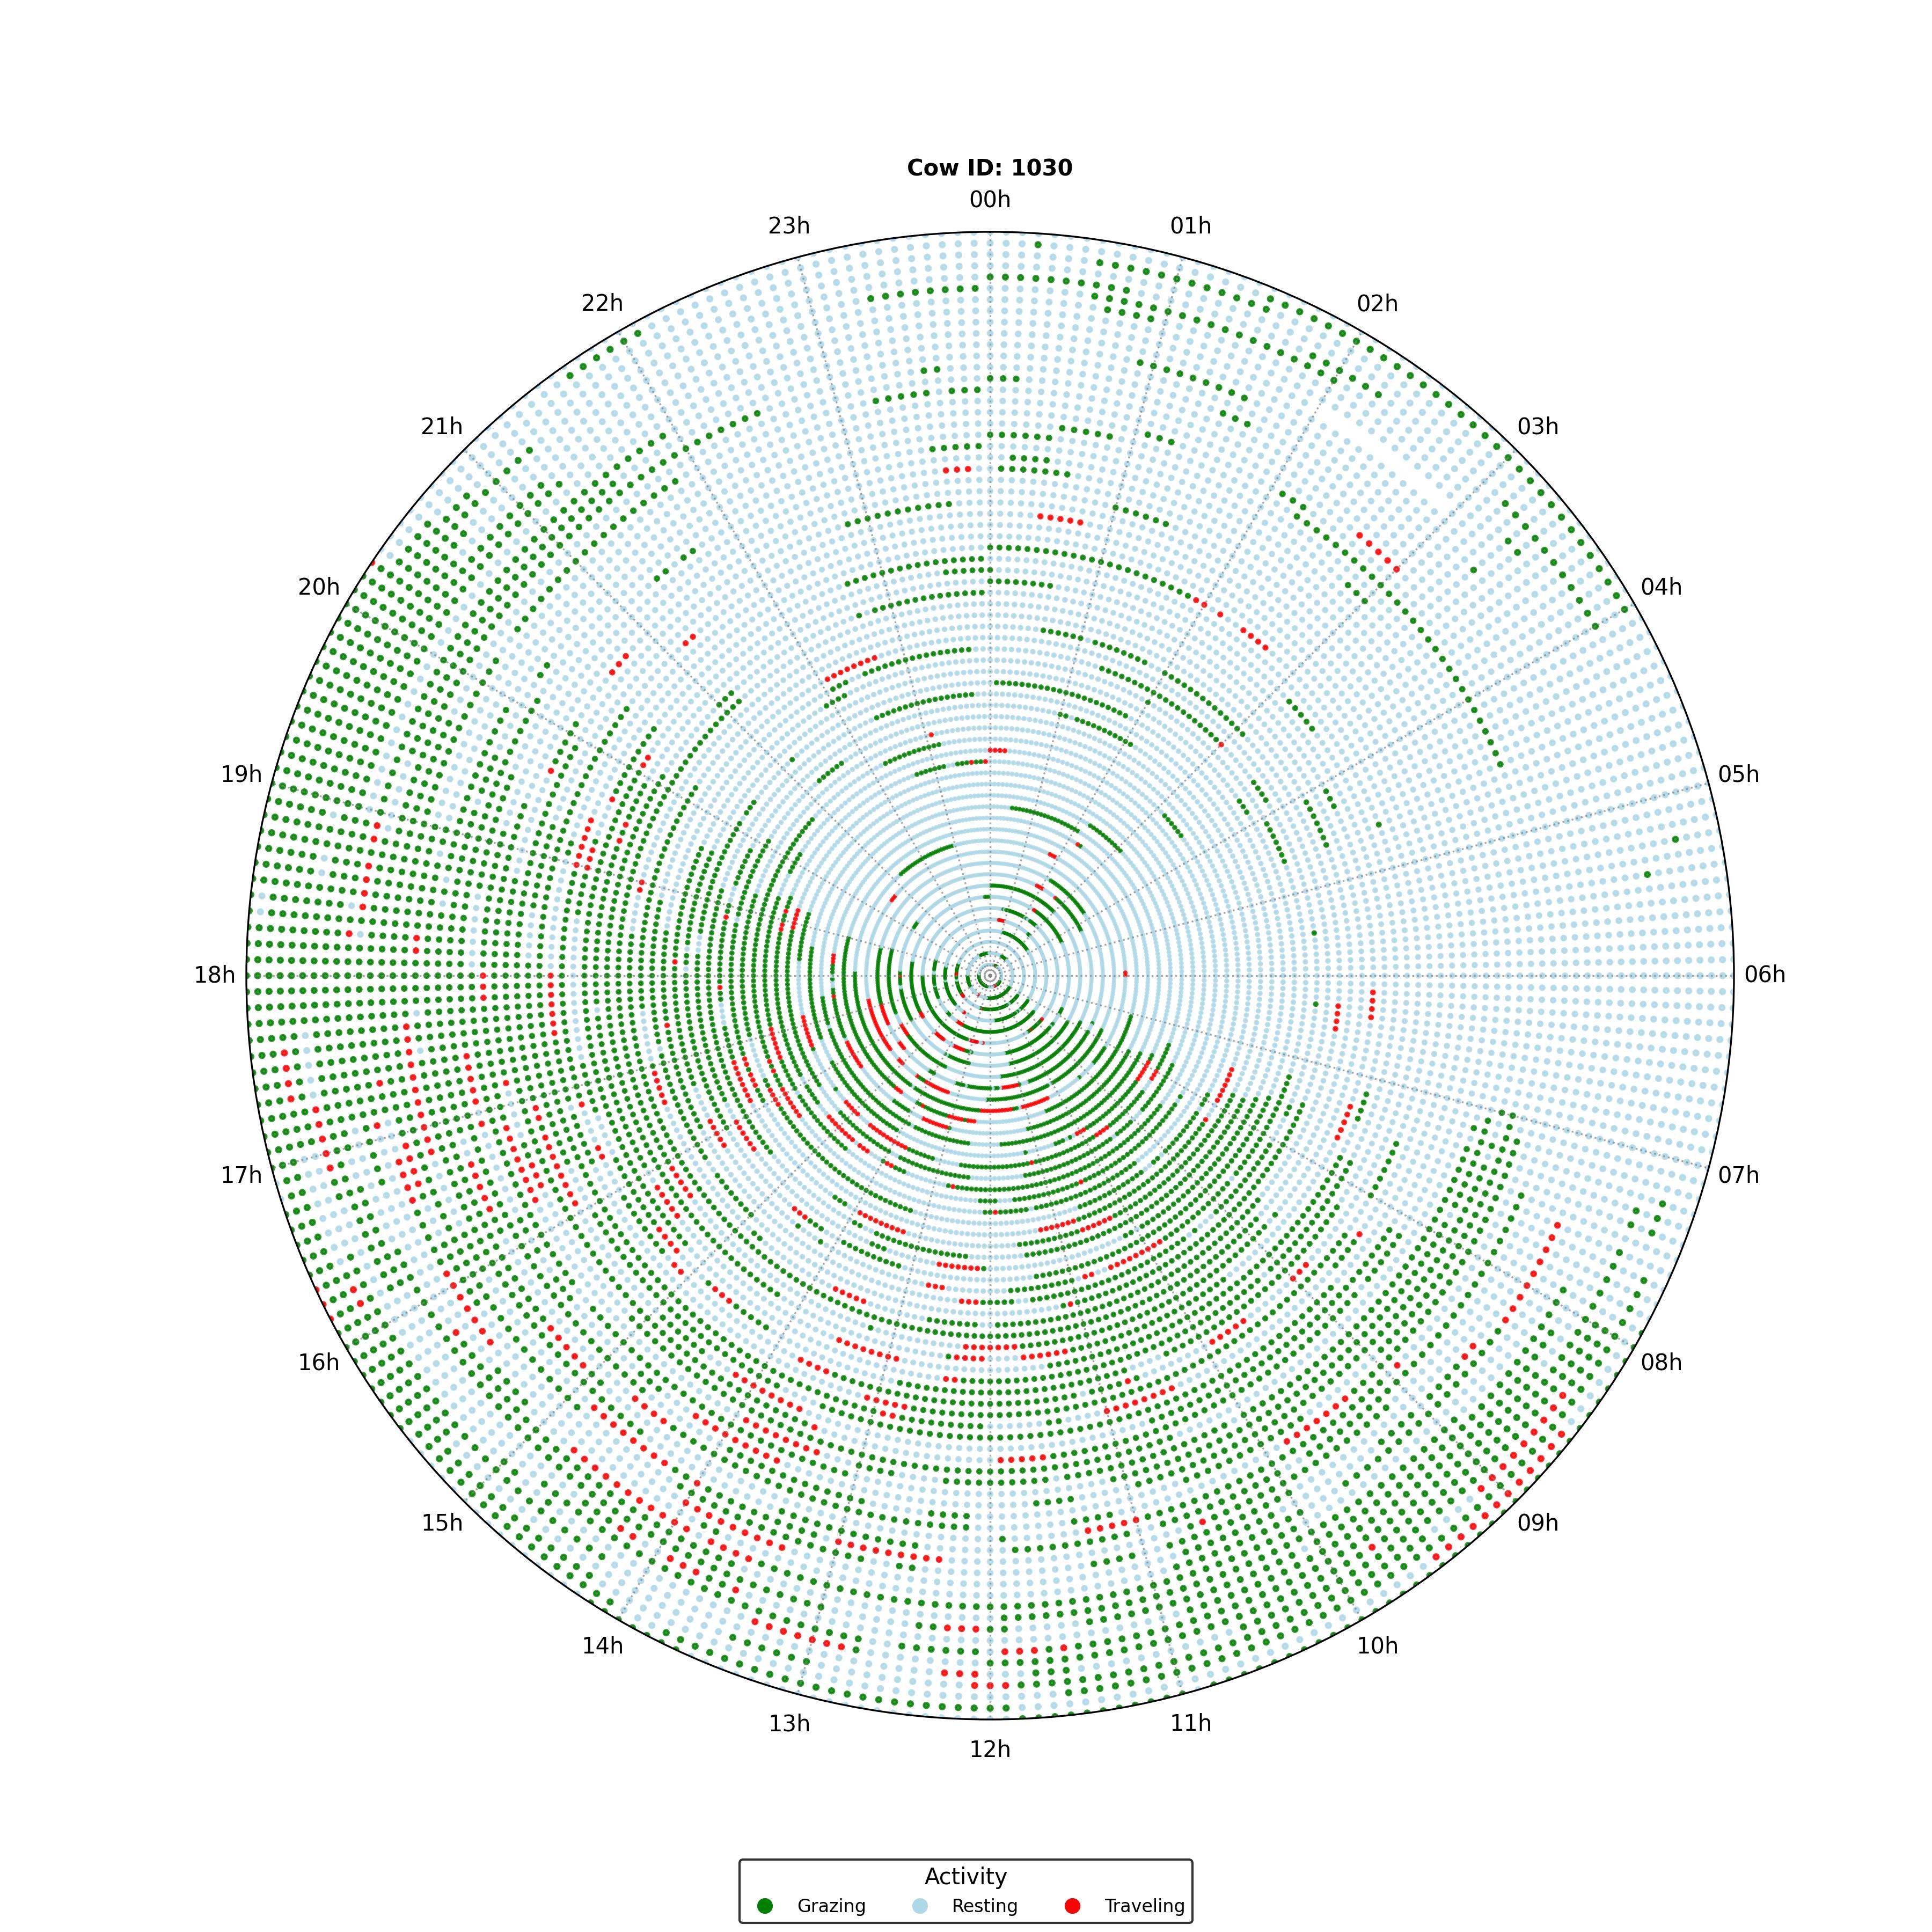 Cow ID: 1030
00h
23h
01h
22h
02h
21h
03h
20h
04h
19h
05h
18h
06h
17h
07h
16h
08h
15h
09h
14h
10h
13h
11h
12h
Activity
Grazing Resting Traveling